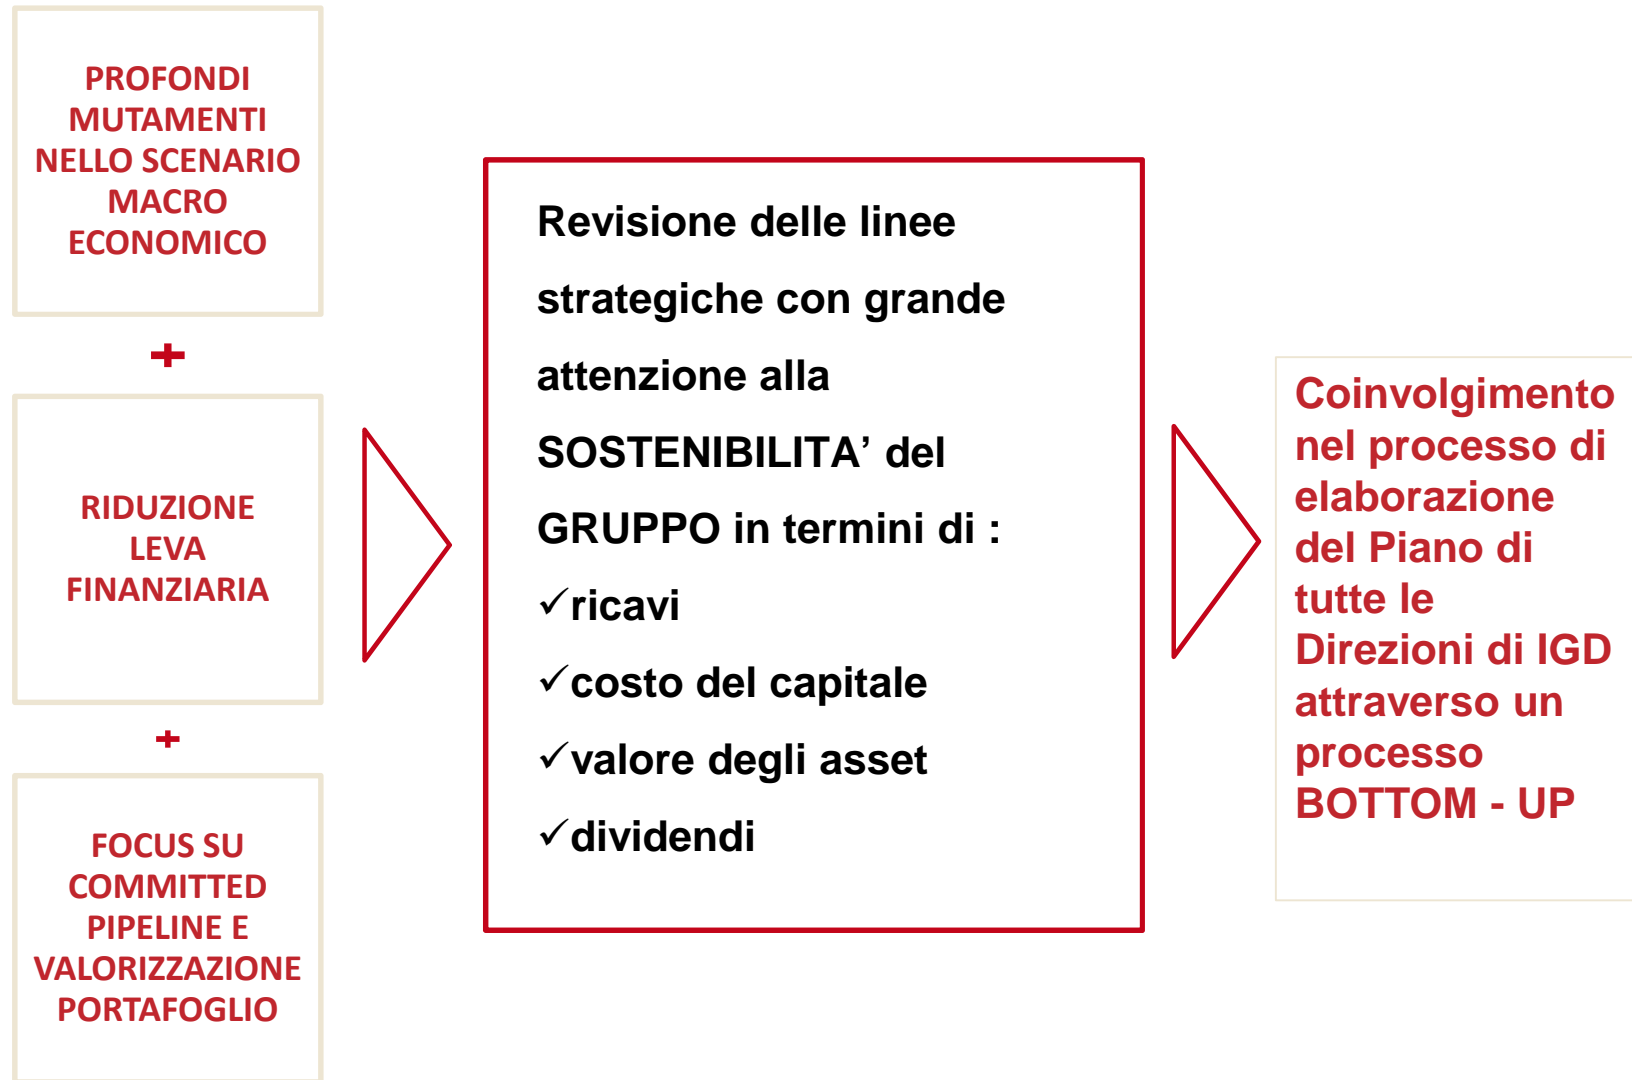 PROFONDI
MUTAMENTI
NELLO SCENARIO
MACRO
ECONOMICO
+
RIDUZIONE
LEVA
FINANZIARIA
+
FOCUS SU
COMMITTED
PIPELINE E
VALORIZZAZIONE
PORTAFOGLIO
Revisione delle linee
strategiche con grande
attenzione alla
SOSTENIBILITA’ del
GRUPPO in termini di :
✓ricavi
✓costo del capitale
✓valore degli asset
✓dividendi
Coinvolgimento
nel processo di
elaborazione
del Piano di
tutte le
Direzioni di IGD
attraverso un
processo
BOTTOM - UP